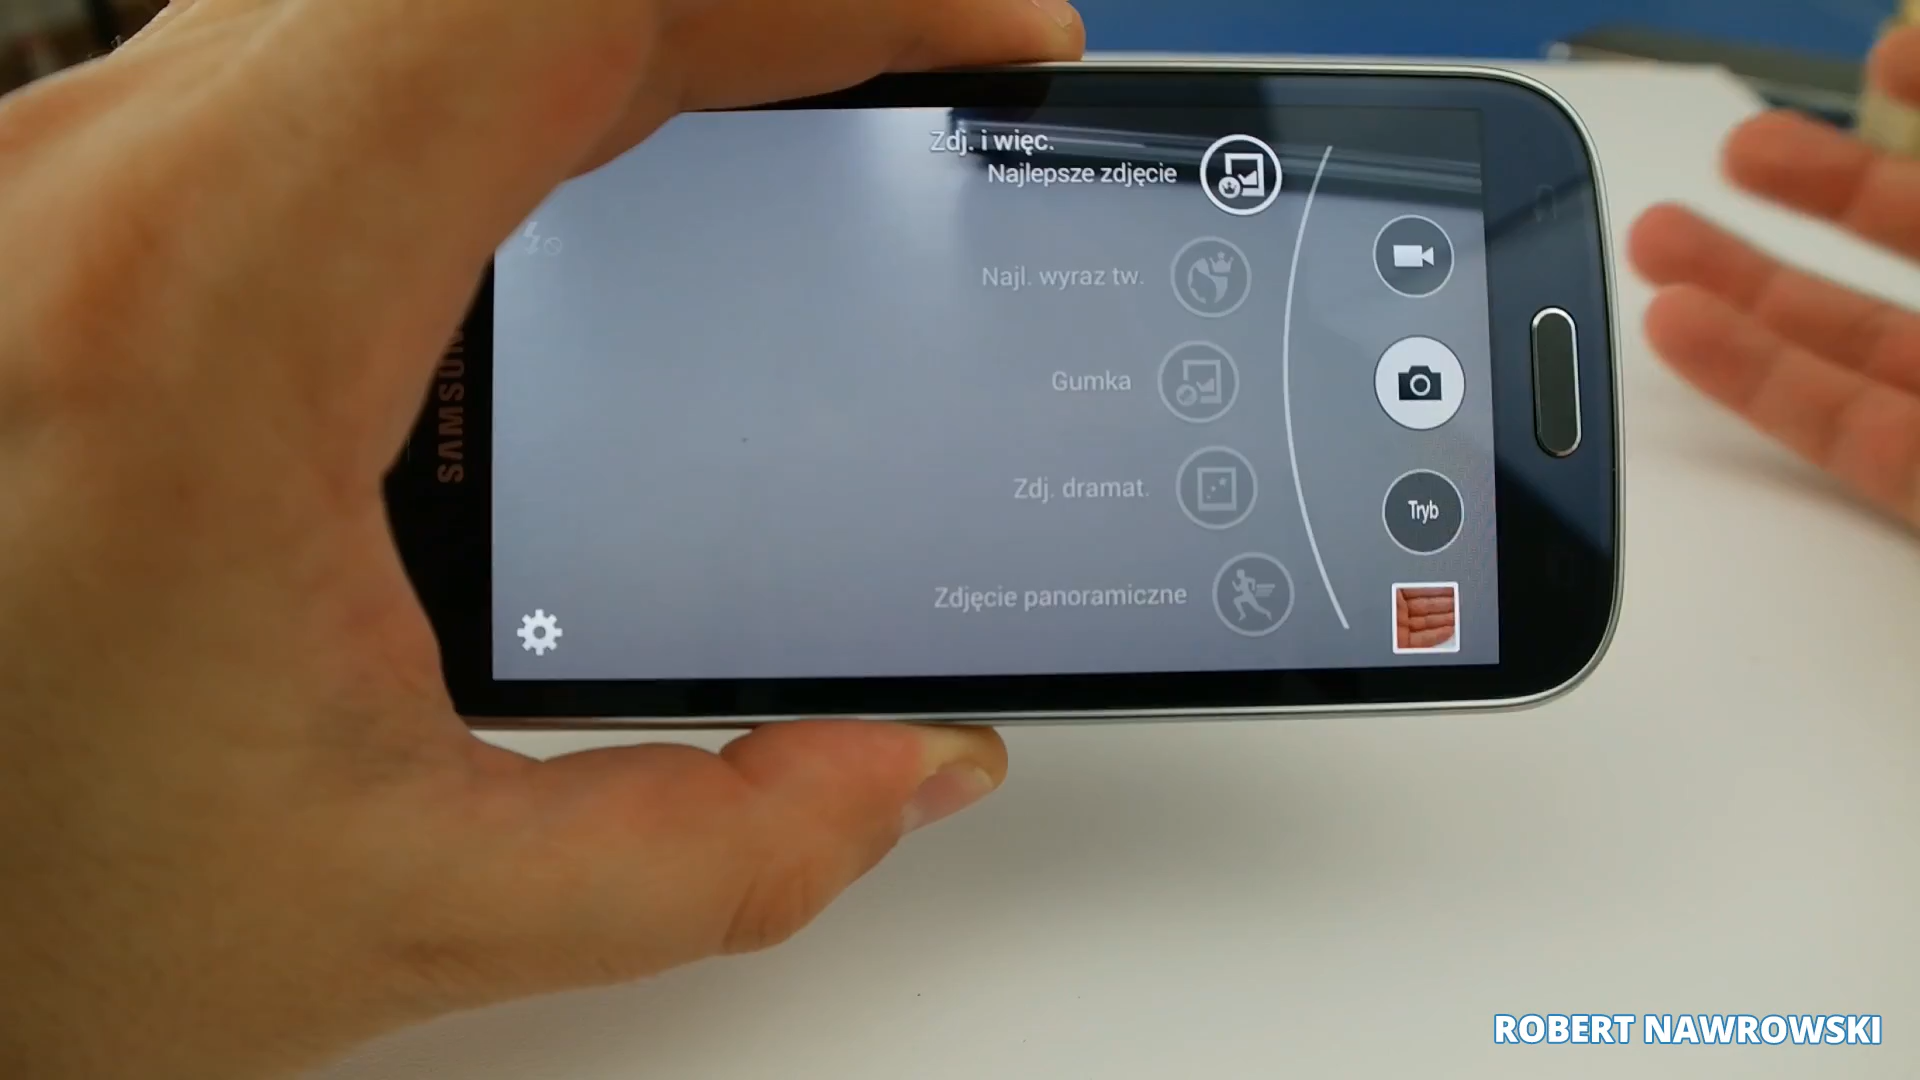 Zdj. i więc.
Najlepsze zdjęcie
Najl. wyraz tw.
Gumka
Zdj. dramat.
Zdjęcie panoramiczne
Tryb
SAMSUNG
ROBERT NAWROWSKI